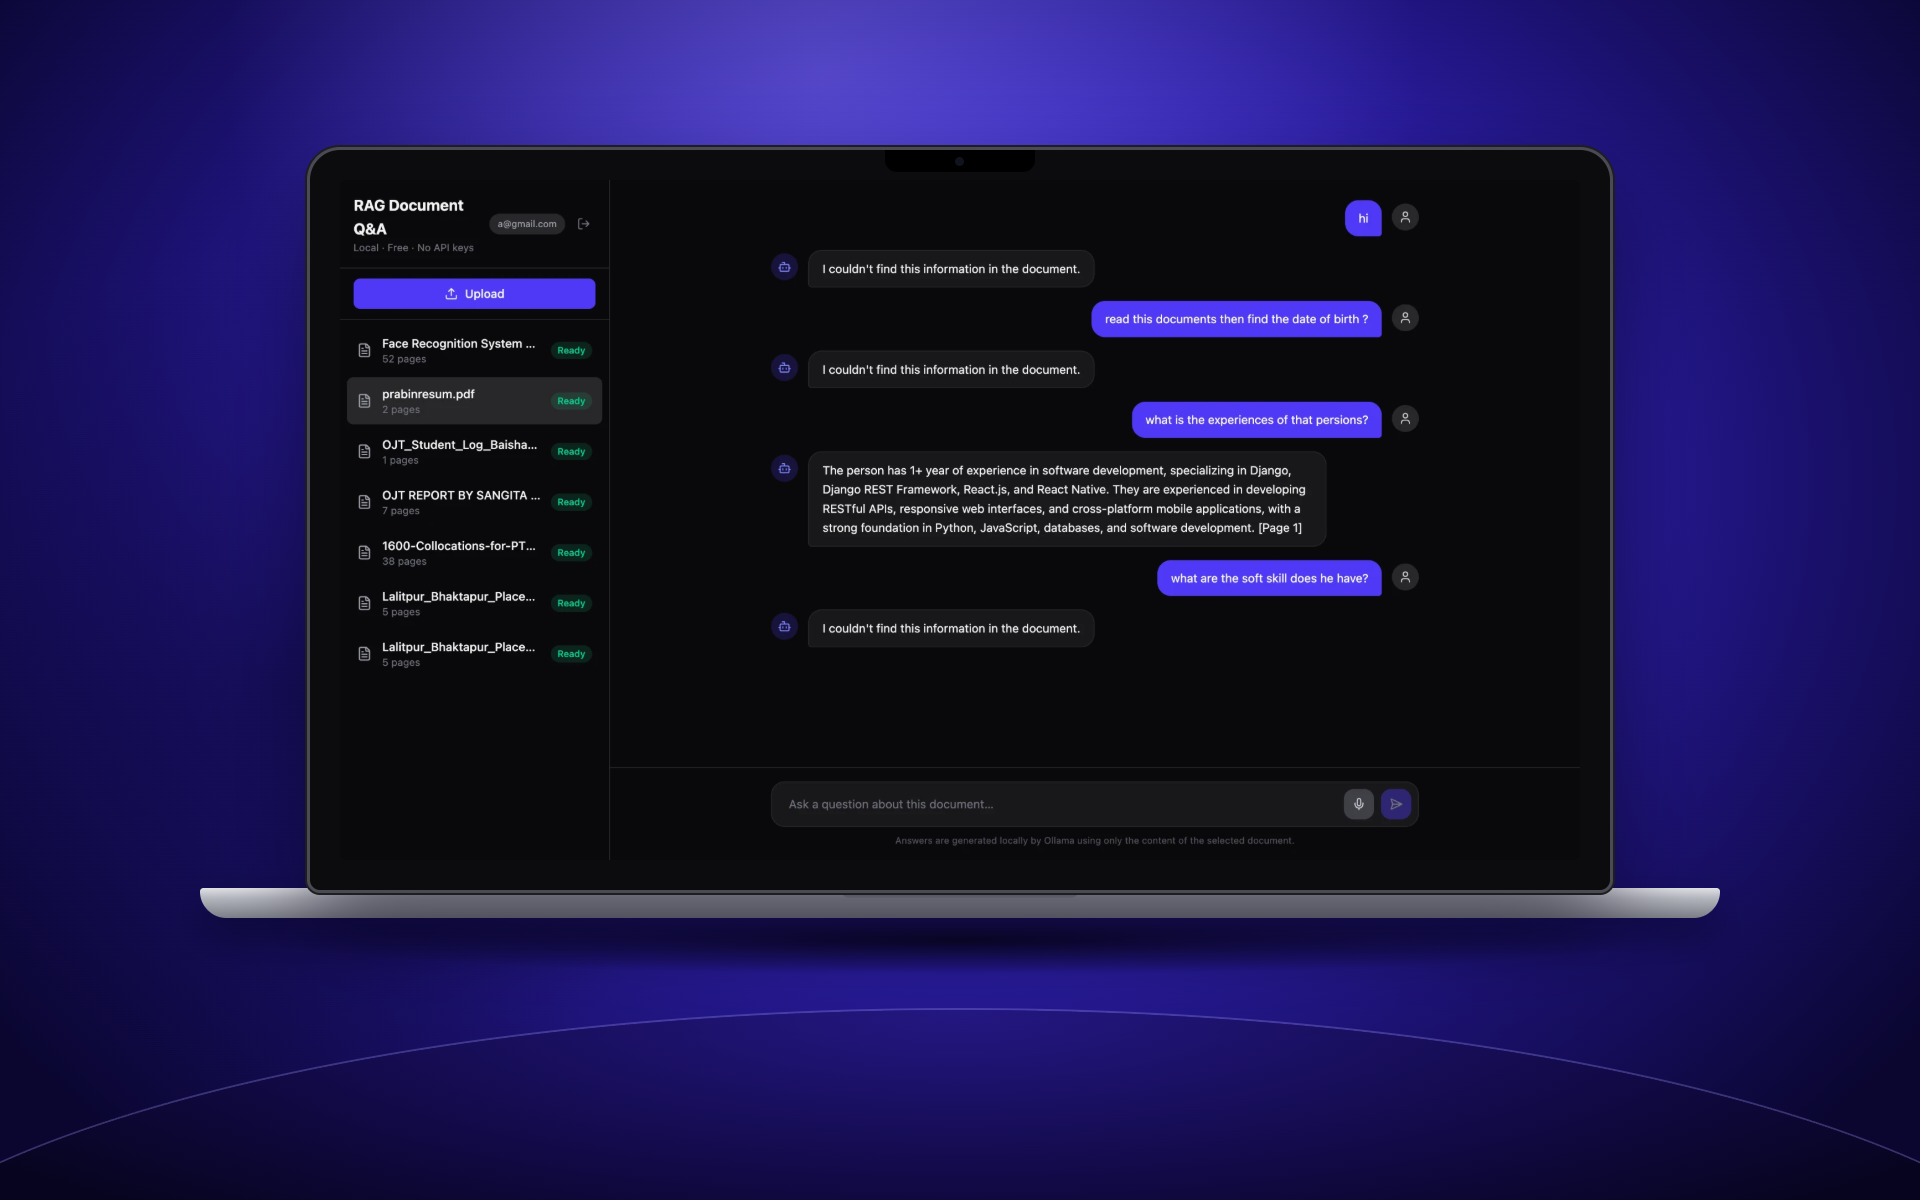 RAG Document
Q&A
a@gmail.com
Local · Free · No API keys
Upload
Face Recognition System ...
52 pages
Ready
prabinresum.pdf
2 pages
Ready
OJT_Student_Log_Baisha...
1 pages
Ready
OJT REPORT BY SANGITA ...
7 pages
Ready
1600-Collocations-for-PT...
38 pages
Ready
Lalitpur_Bhaktapur_Place...
5 pages
Ready
Lalitpur_Bhaktapur_Place...
5 pages
Ready
hi
I couldn't find this information in the document.
read this documents then find the date of birth ?
I couldn't find this information in the document.
what is the experiences of that persions?
The person has 1+ year of experience in software development, specializing in Django,
Django REST Framework, React.js, and React Native. They are experienced in developing
RESTful APIs, responsive web interfaces, and cross-platform mobile applications, with a
strong foundation in Python, JavaScript, databases, and software development. [Page 1]
what are the soft skill does he have?
I couldn't find this information in the document.
Ask a question about this document...
Answers are generated locally by Ollama using only the content of the selected document.